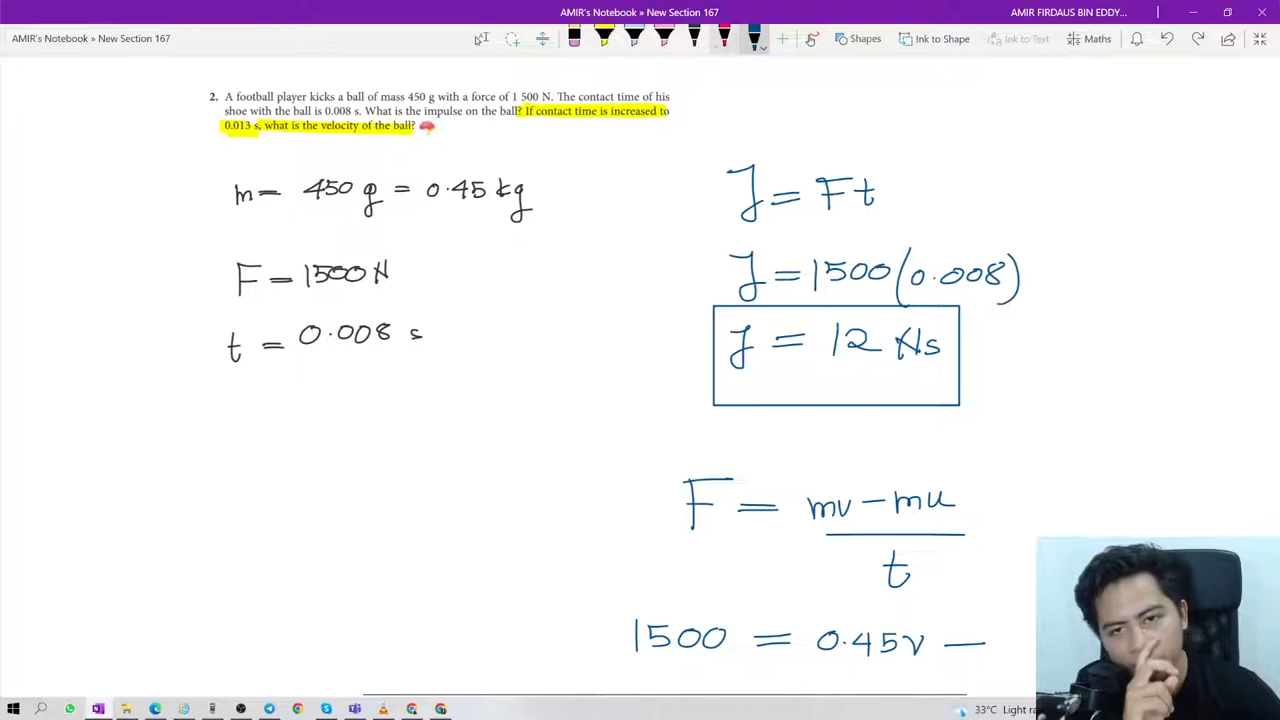 AMIR's Notebook » New Section 167
AMIR FIRDAUS BIN EDDY...
AMIR's Notebook » New Section 167
Shapes
Ink to Shape
Ink to Text
Maths
2. A football player kicks a ball of mass 450 g with a force of 1 500 N. The contact time of his
shoe with the ball is 0.008 s. What is the impulse on the ball? If contact time is increased to
0.013 s, what is the velocity of the ball?
m = 450 g = 0.45 kg
F = 1500 N
t = 0.008 s
J = Ft
J = 1500 (0.008)
J = 12 Ns
F = mv - mu
t
1500 = 0.45v —
33°C Light